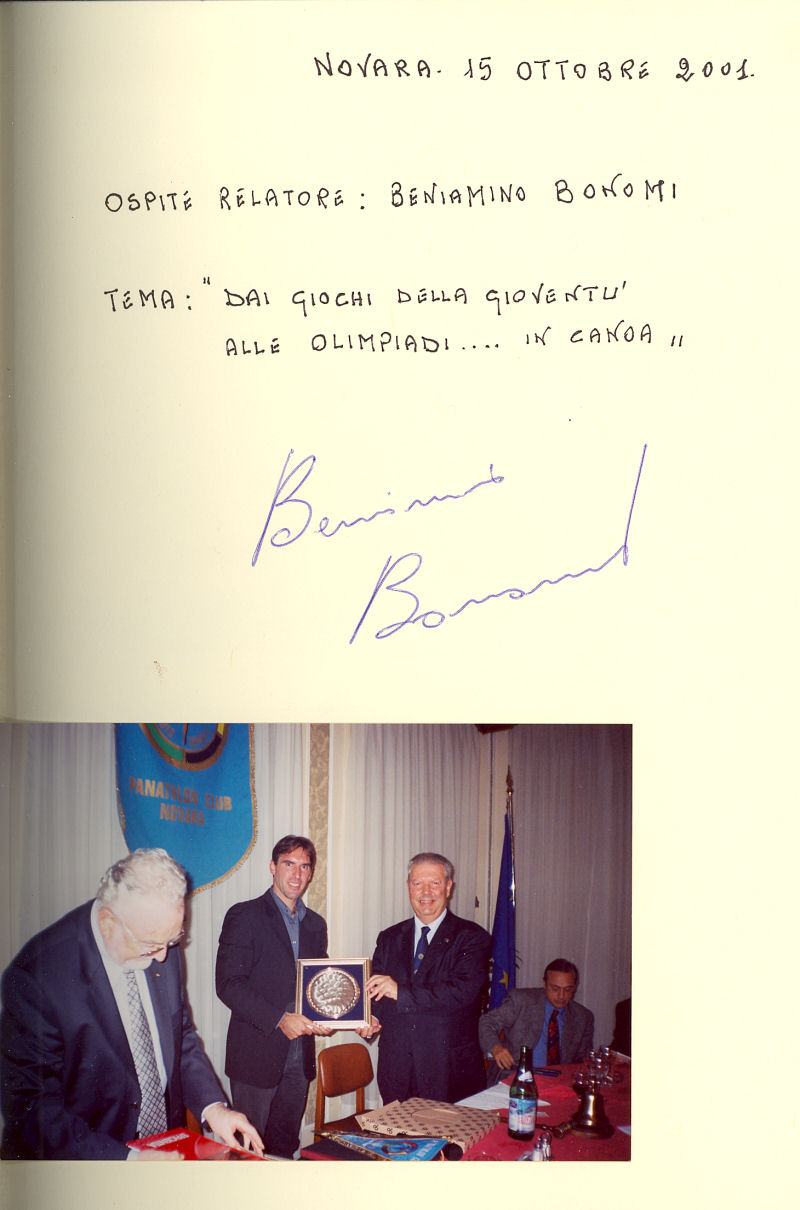 NOVARA. 15 OTTOBRE 2001.
OSPITE RELATORE: BENIAMINO BONOMI
TEMA: "DAI GIOCHI DELLA GIOVENTU'
ALLE OLIMPIADI.... IN CANOA"
Beniamino
Bonomi
PANATHLON CLUB
NOVARA